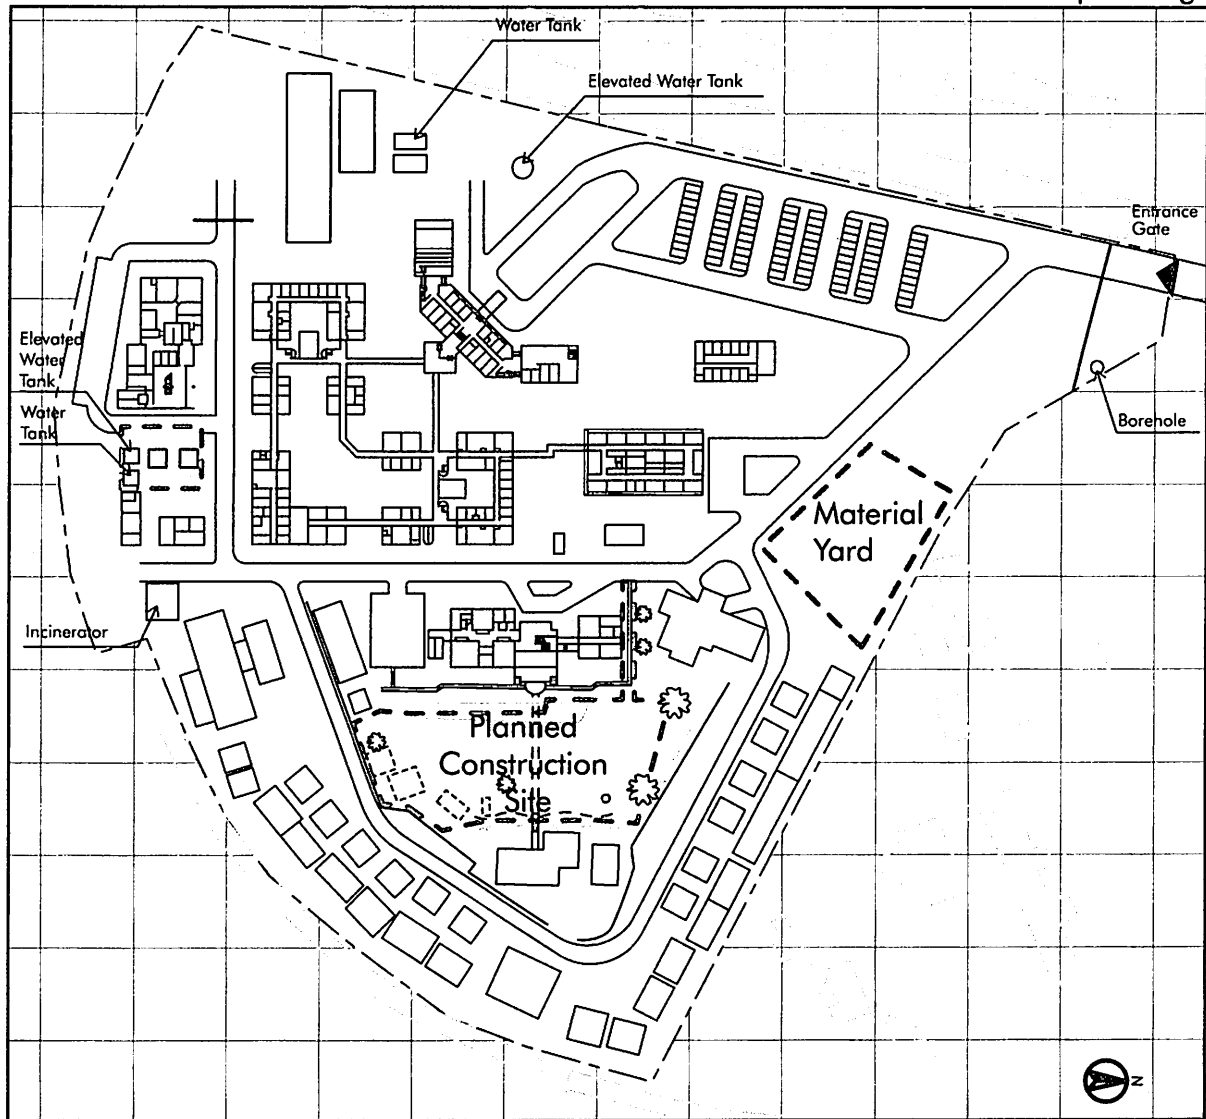 Water Tank
Elevated Water Tank
Entrance
Gate
Elevated
Water
Tank
Water
Tank
Borehole
Material
Yard
Incinerator
Planned
Construction
Site
N